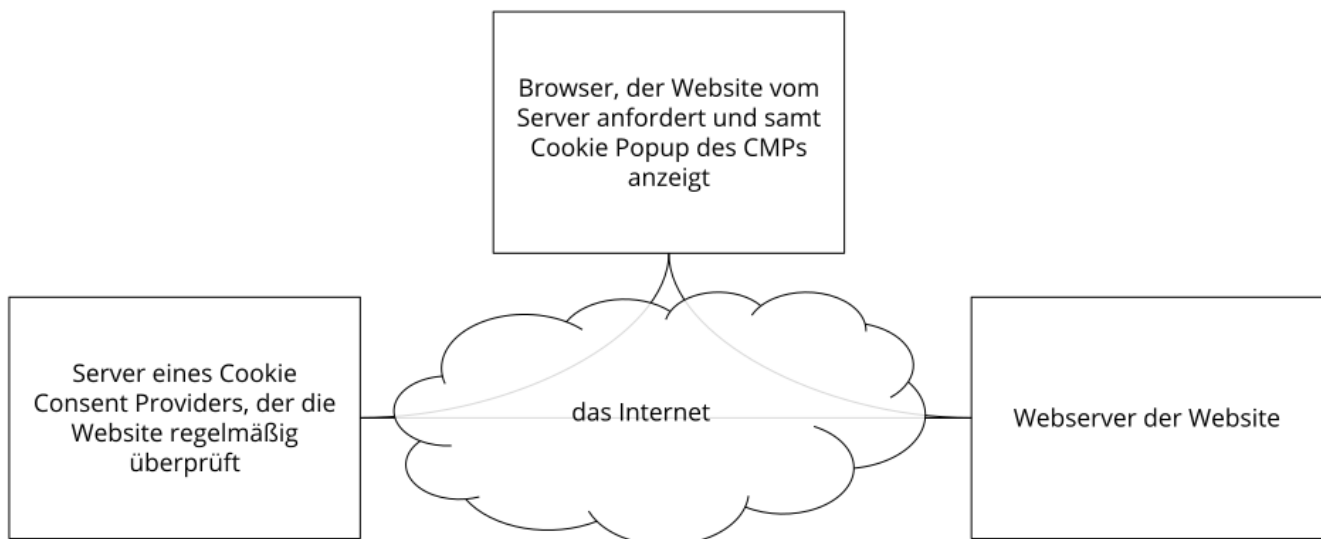 Browser, der Website vom
Server anfordert und samt
Cookie Popup des CMPs
anzeigt
Server eines Cookie
Consent Providers, der die
Website regelmäßig
überprüft
das Internet
Webserver der Website